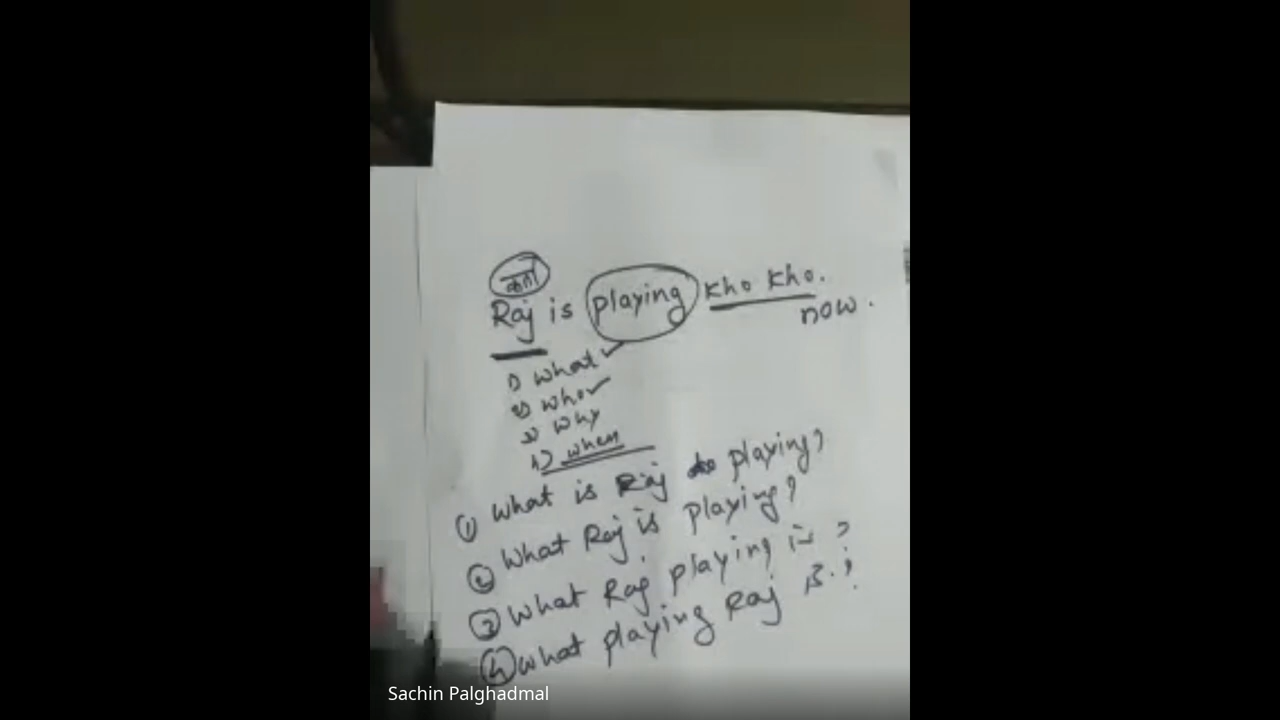 कर्ता
Raj is playing kho kho.
now.
1) what ✓
2) who ✓
3) why
4) when
① What is Raj playing?
② What Raj is playing?
③ What Raj playing is ?
④ What playing Raj is ?
Sachin Palghadmal